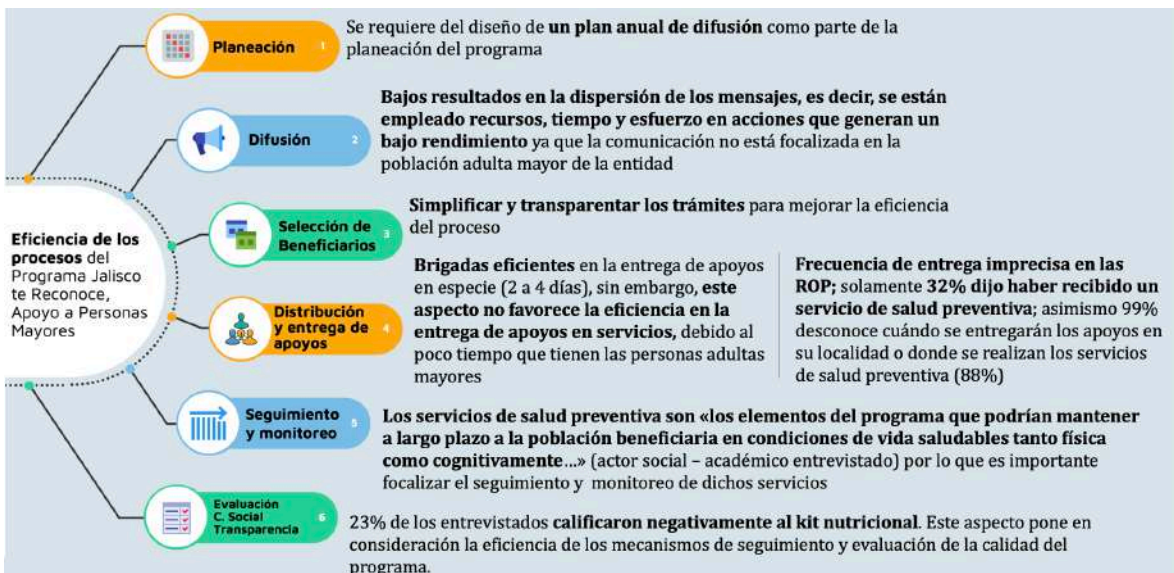 Eficiencia de los
procesos del
Programa Jalisco
te Reconoce,
Apoyo a Personas
Mayores
Planeación 1
Se requiere del diseño de un plan anual de difusión como parte de la
planeación del programa
Difusión 2
Bajos resultados en la dispersión de los mensajes, es decir, se están
empleado recursos, tiempo y esfuerzo en acciones que generan un
bajo rendimiento ya que la comunicación no está focalizada en la
población adulta mayor de la entidad
Selección de
Beneficiarios 3
Simplificar y transparentar los trámites para mejorar la eficiencia
del proceso
Distribución
y entrega de
apoyos 4
Brigadas eficientes en la entrega de apoyos
en especie (2 a 4 días), sin embargo, este
aspecto no favorece la eficiencia en la
entrega de apoyos en servicios, debido al
poco tiempo que tienen las personas adultas
mayores
Frecuencia de entrega imprecisa en las
ROP; solamente 32% dijo haber recibido un
servicio de salud preventiva; asimismo 99%
desconoce cuándo se entregarán los apoyos en
su localidad o donde se realizan los servicios
de salud preventiva (88%)
Seguimiento
y monitoreo 5
Los servicios de salud preventiva son «los elementos del programa que podrían mantener
a largo plazo a la población beneficiaria en condiciones de vida saludables tanto física
como cognitivamente...» (actor social – académico entrevistado) por lo que es importante
focalizar el seguimiento y monitoreo de dichos servicios
Evaluación
C. Social
Transparencia 6
23% de los entrevistados calificaron negativamente al kit nutricional. Este aspecto pone en
consideración la eficiencia de los mecanismos de seguimiento y evaluación de la calidad del
programa.